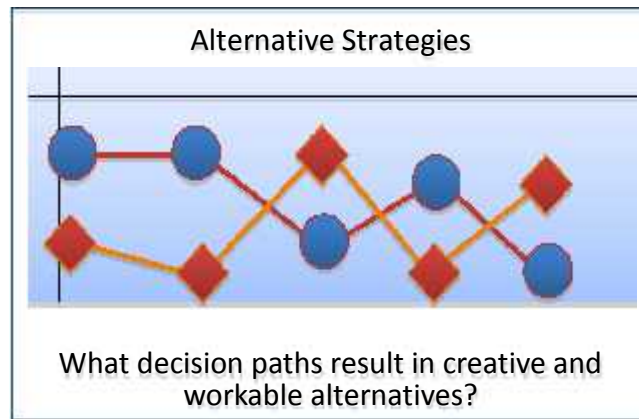 Alternative Strategies
What decision paths result in creative and
workable alternatives?